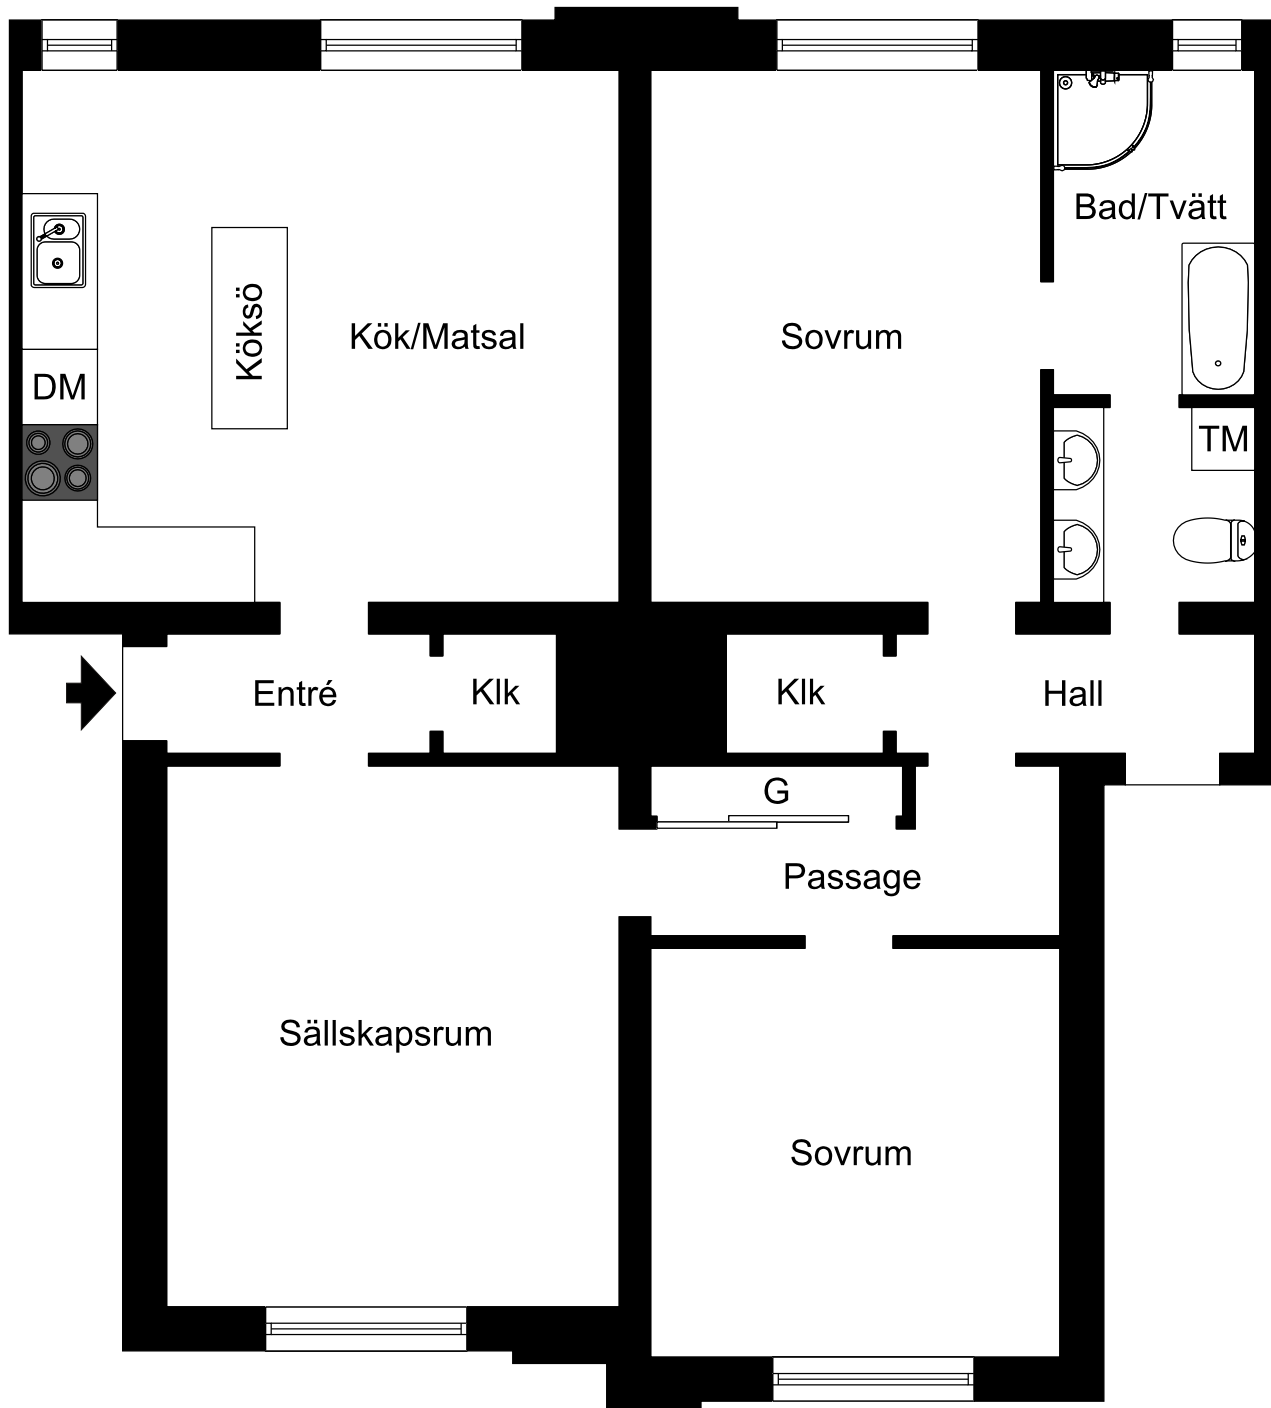 Bad/Tvätt
Köksö
Kök/Matsal
Sovrum
DM
TM
Entré
Klk
Klk
Hall
G
Passage
Sällskapsrum
Sovrum